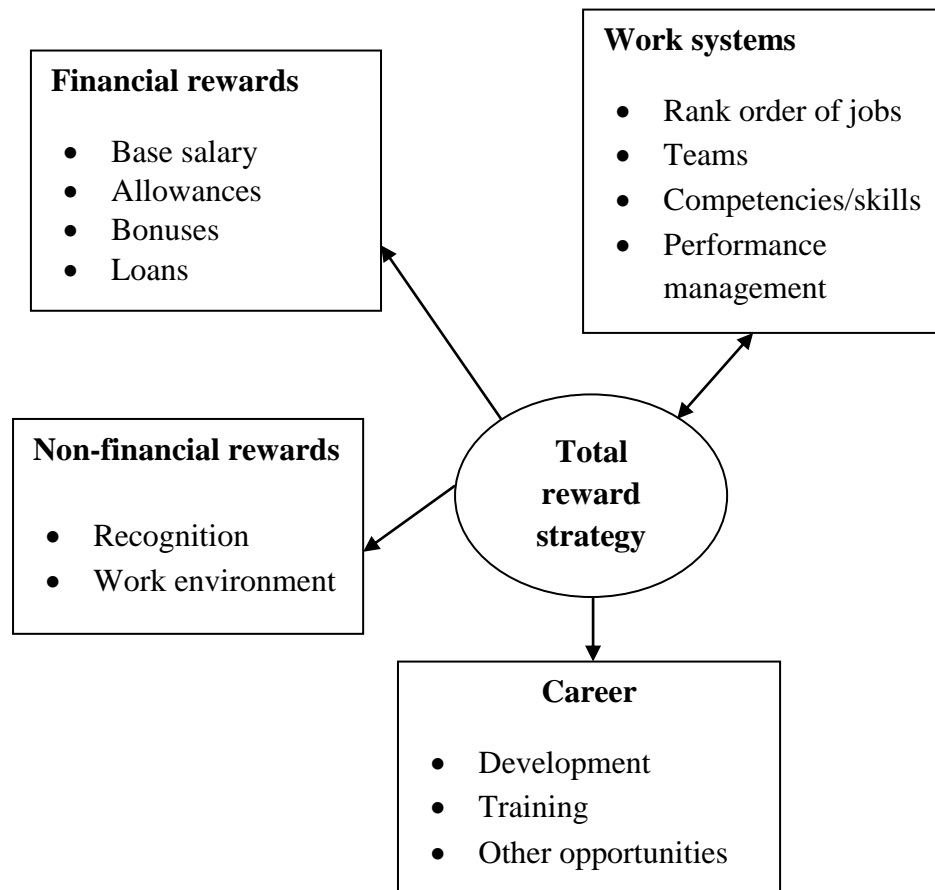 Financial rewards
• Base salary
• Allowances
• Bonuses
• Loans
Work systems
• Rank order of jobs
• Teams
• Competencies/skills
• Performance
management
Non-financial rewards
• Recognition
• Work environment
Total
reward
strategy
Career
• Development
• Training
• Other opportunities